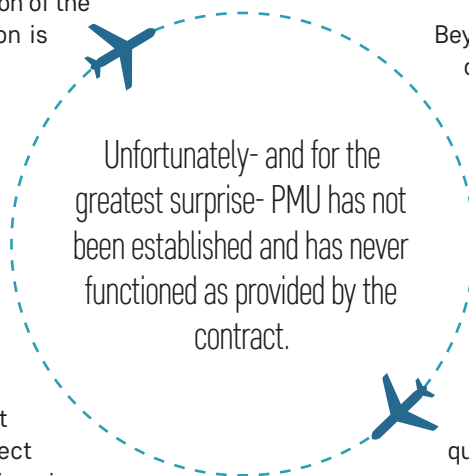 on of the
on is
Bey
Unfortunately- and for the
greatest surprise- PMU has not
been established and has never
functioned as provided by the
contract.
t
ect
qu